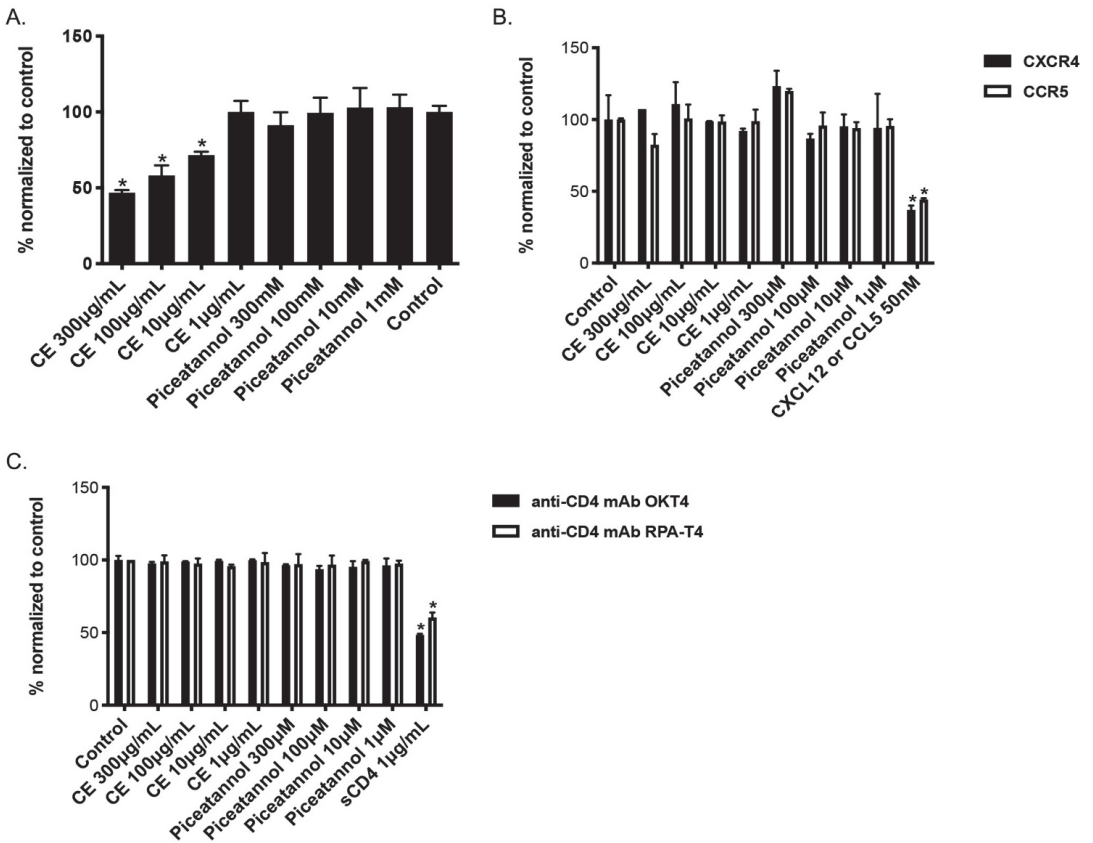 A.
% normalized to control
150
100
50
0
*
*
*
CE 300µg/mL
CE 100µg/mL
CE 10µg/mL
CE 1µg/mL
Piceatannol 300mM
Piceatannol 100mM
Piceatannol 10mM
Piceatannol 1mM
Control
B.
% normalized to control
150
100
50
0
* *
Control
CE 300µg/mL
CE 100µg/mL
CE 10µg/mL
CE 1µg/mL
Piceatannol 300µM
Piceatannol 100µM
Piceatannol 10µM
Piceatannol 1µM
CXCL12 or CCL5 50nM
CXCR4
CCR5
C.
% normalized to control
150
100
50
0
*
*
Control
CE 300µg/mL
CE 100µg/mL
CE 10µg/mL
CE 1µg/mL
Piceatannol 300µM
Piceatannol 100µM
Piceatannol 10µM
Piceatannol 1µM
sCD4 1µg/mL
anti-CD4 mAb OKT4
anti-CD4 mAb RPA-T4